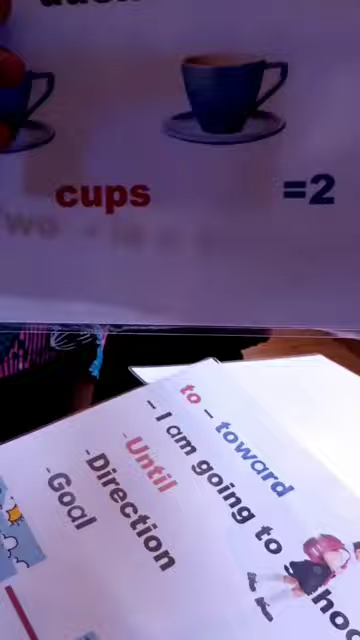 cups =2
to – toward
– I am going to
-Until
-Direction
-Goal